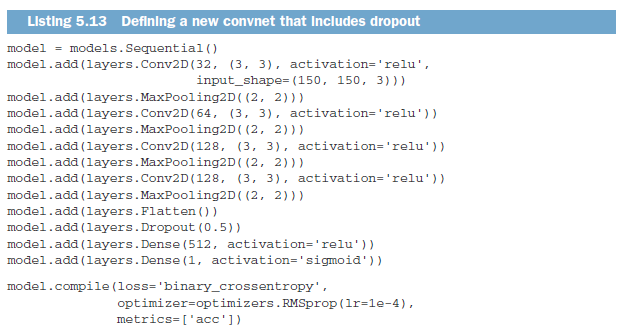 Listing 5.13 Defining a new convnet that includes dropout
model = models.Sequential()
model.add(layers.Conv2D(32, (3, 3), activation='relu',
                        input_shape=(150, 150, 3)))
model.add(layers.MaxPooling2D((2, 2)))
model.add(layers.Conv2D(64, (3, 3), activation='relu'))
model.add(layers.MaxPooling2D((2, 2)))
model.add(layers.Conv2D(128, (3, 3), activation='relu'))
model.add(layers.MaxPooling2D((2, 2)))
model.add(layers.Conv2D(128, (3, 3), activation='relu'))
model.add(layers.MaxPooling2D((2, 2)))
model.add(layers.Flatten())
model.add(layers.Dropout(0.5))
model.add(layers.Dense(512, activation='relu'))
model.add(layers.Dense(1, activation='sigmoid'))
model.compile(loss='binary_crossentropy',
              optimizer=optimizers.RMSprop(lr=1e-4),
              metrics=['acc'])